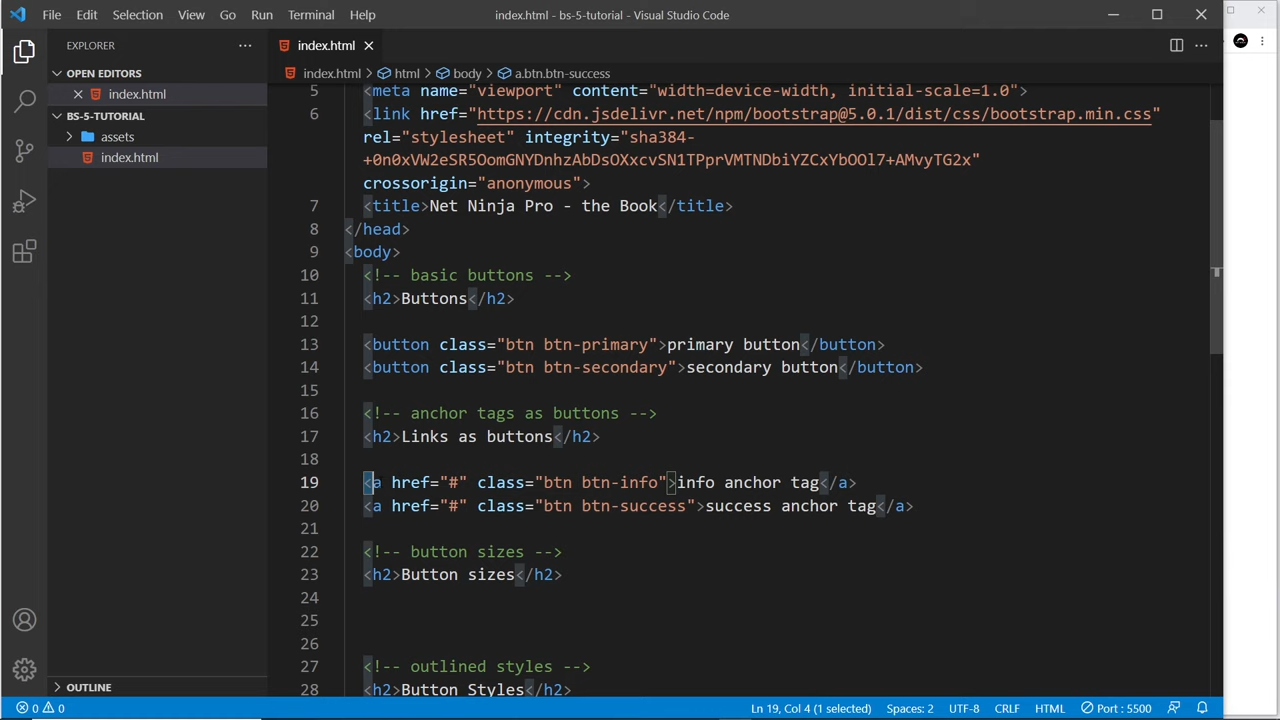 File Edit Selection View Go Run Terminal Help index.html - bs-5-tutorial - Visual Studio Code
EXPLORER
OPEN EDITORS
index.html
BS-5-TUTORIAL
assets
index.html
OUTLINE
index.html
index.html > html > body > a.btn.btn-success
5 <meta name="viewport" content="width=device-width, initial-scale=1.0">
6 <link href="https://cdn.jsdelivr.net/npm/bootstrap@5.0.1/dist/css/bootstrap.min.css"
rel="stylesheet" integrity="sha384-
+0n0xVW2eSR5OomGNYDnhzAbDsOXxcvSN1TPprVMTNDbiYZCxYbOOl7+AMvyTG2x"
crossorigin="anonymous">
7 <title>Net Ninja Pro - the Book</title>
8 </head>
9 <body>
10 <!-- basic buttons -->
11 <h2>Buttons</h2>
12
13 <button class="btn btn-primary">primary button</button>
14 <button class="btn btn-secondary">secondary button</button>
15
16 <!-- anchor tags as buttons -->
17 <h2>Links as buttons</h2>
18
19 <a href="#" class="btn btn-info">info anchor tag</a>
20 <a href="#" class="btn btn-success">success anchor tag</a>
21
22 <!-- button sizes -->
23 <h2>Button sizes</h2>
24
25
26
27 <!-- outlined styles -->
28 <h2>Button Styles</h2>
0 0 Ln 19, Col 4 (1 selected) Spaces: 2 UTF-8 CRLF HTML Port : 5500